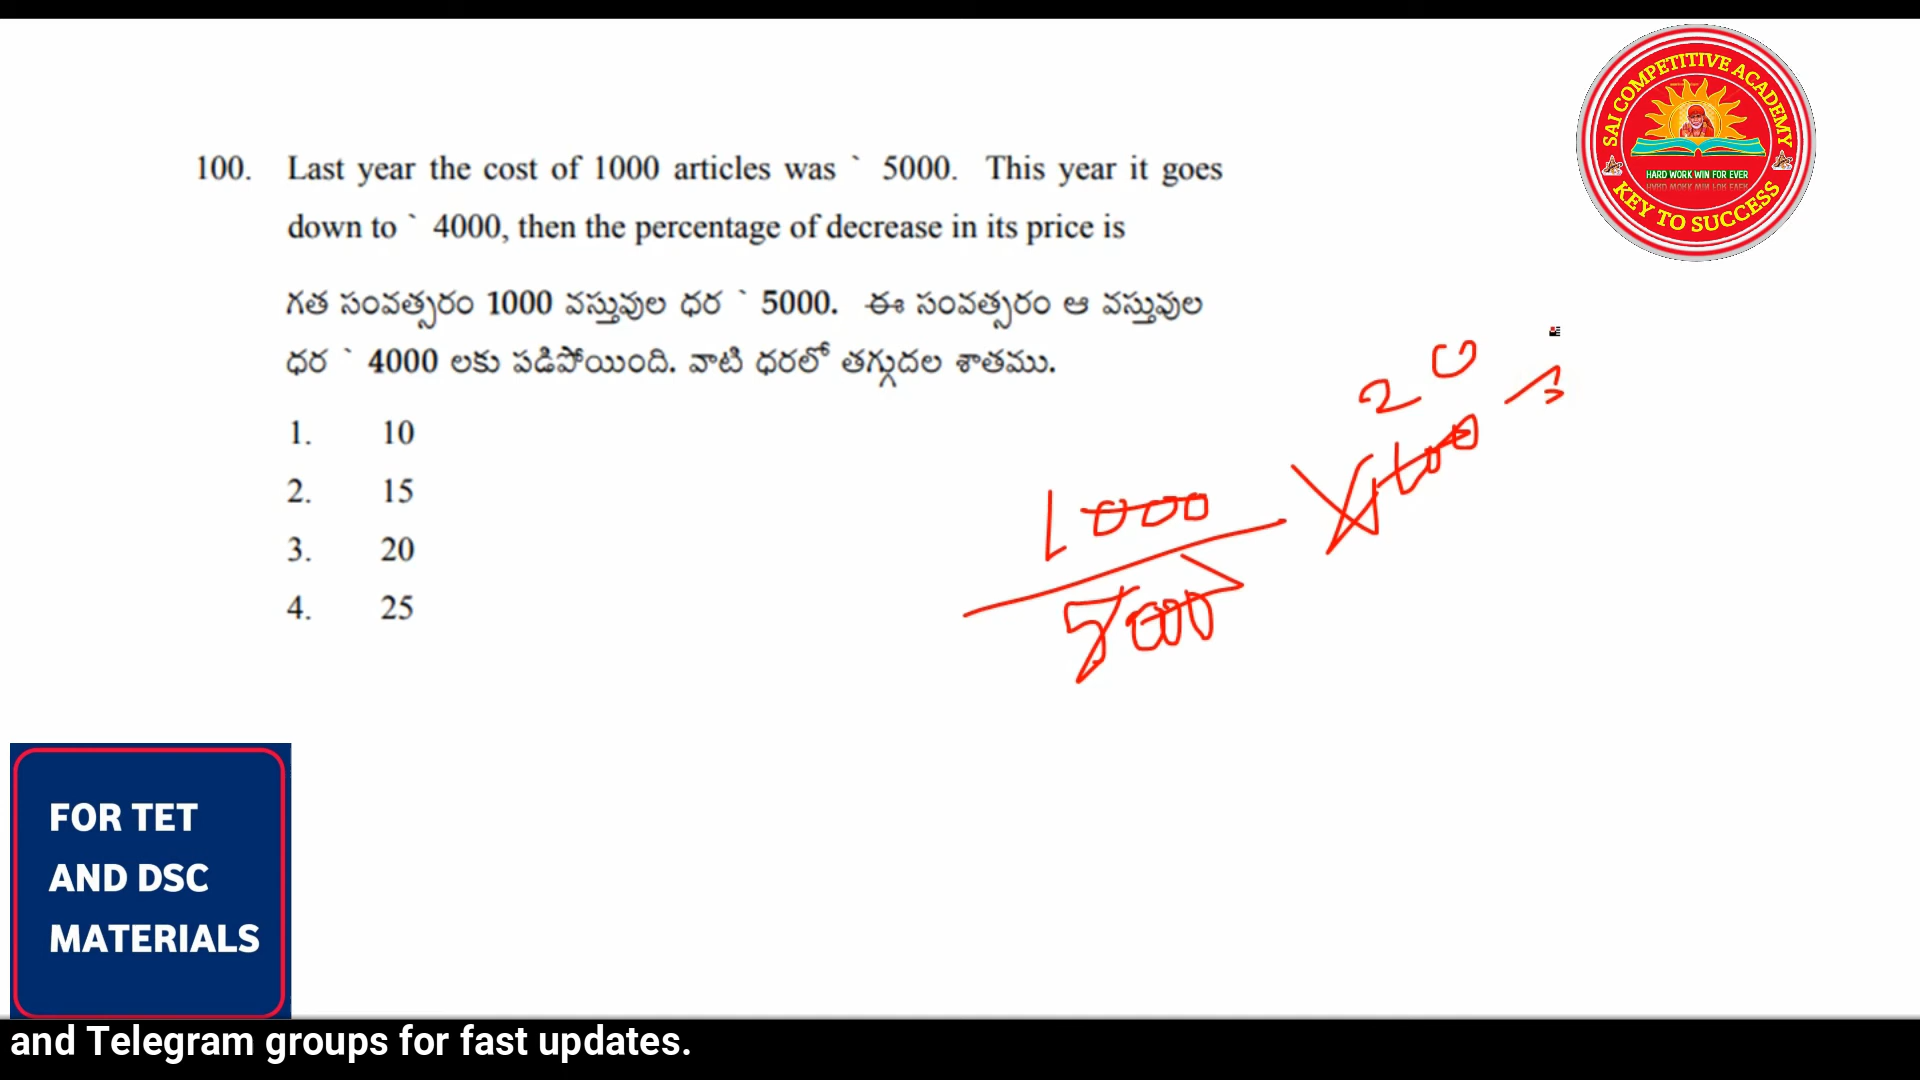 SAI COMPETITIVE ACADEMY
HARD WORK WIN FOR EVER
KEY TO SUCCESS
100. Last year the cost of 1000 articles was ` 5000. This year it goes
down to ` 4000, then the percentage of decrease in its price is
గత సంవత్సరం 1000 వస్తువుల ధర ` 5000. ఈ సంవత్సరం ఆ వస్తువుల
ధర ` 4000 లకు పడిపోయింది. వాటి ధరలో తగ్గుదల శాతము.
1. 10
2. 15
3. 20
4. 25
20
1000
100
5000
FOR TET
AND DSC
MATERIALS
and Telegram groups for fast updates.